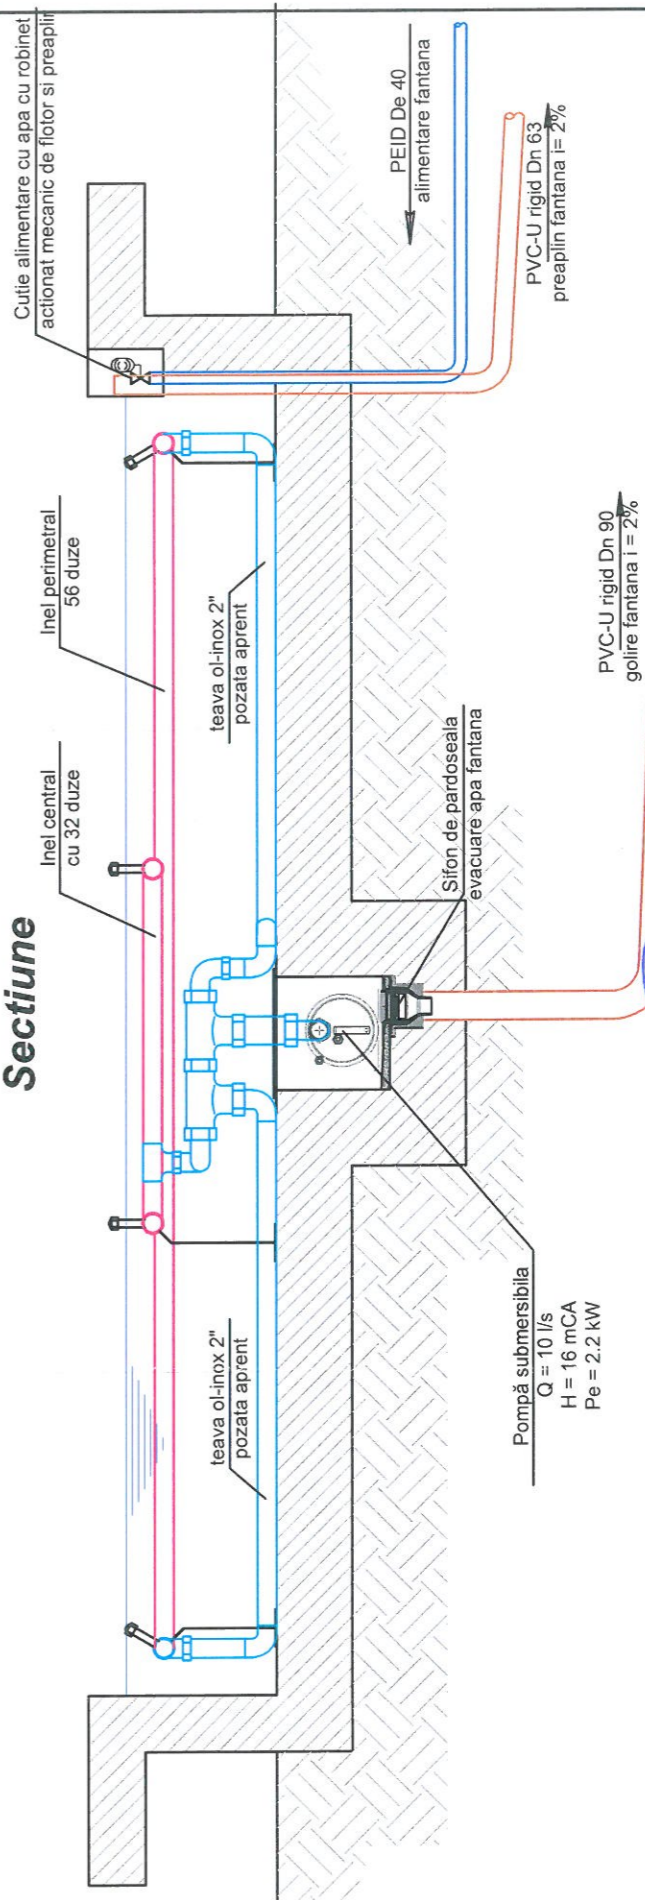 Sectiune
Cutie alimentare cu apa cu robinet
actionat mecanic de flotor si preaplin
Inel perimetral
56 duze
Inel central
cu 32 duze
teava ol-inox 2"
pozata aprent
teava ol-inox 2"
pozata aprent
PEID De 40
alimentare fantana
PVC-U rigid Dn 63
preaplin fantana i= 2%
Sifon de pardoseala
evacuare apa fantana
PVC-U rigid Dn 90
golire fantana i = 2%
Pompă submersibila
Q = 10 l/s
H = 16 mCA
Pe = 2.2 kW